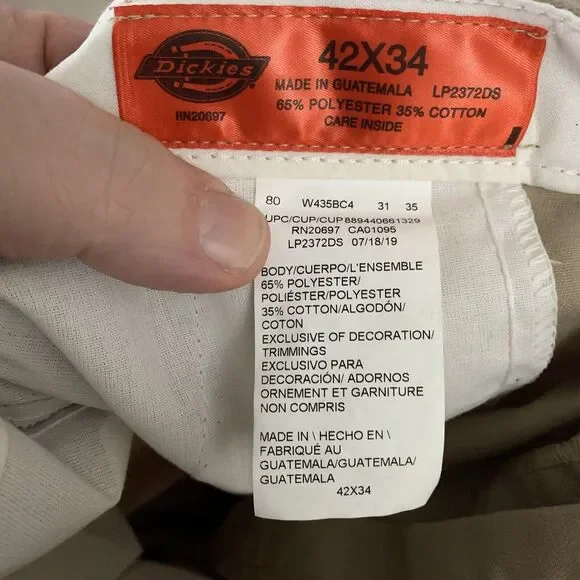 Dickies
RN20697
42X34
MADE IN GUATEMALA LP2372DS
65% POLYESTER 35% COTTON
CARE INSIDE
80 W435BC4 31 35
UPC/CUP/CUP889440661329
RN20697 CA01095
LP2372DS 07/18/19
BODY/CUERPO/L'ENSEMBLE
65% POLYESTER/
POLIÉSTER/POLYESTER
35% COTTON/ALGODÓN/
COTON
EXCLUSIVE OF DECORATION/
TRIMMINGS
EXCLUSIVO PARA
DECORACIÓN/ ADORNOS
ORNEMENT ET GARNITURE
NON COMPRIS
MADE IN \ HECHO EN \
FABRIQUÉ AU
GUATEMALA/GUATEMALA/
GUATEMALA
42X34